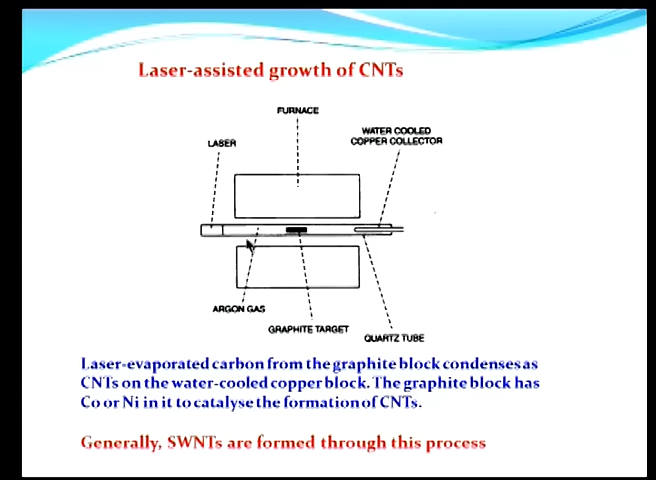 Laser-assisted growth of CNTs
FURNACE
LASER
WATER COOLED
COPPER COLLECTOR
ARGON GAS
GRAPHITE TARGET
QUARTZ TUBE
Laser-evaporated carbon from the graphite block condenses as
CNTs on the water-cooled copper block. The graphite block has
Co or Ni in it to catalyse the formation of CNTs.
Generally, SWNTs are formed through this process